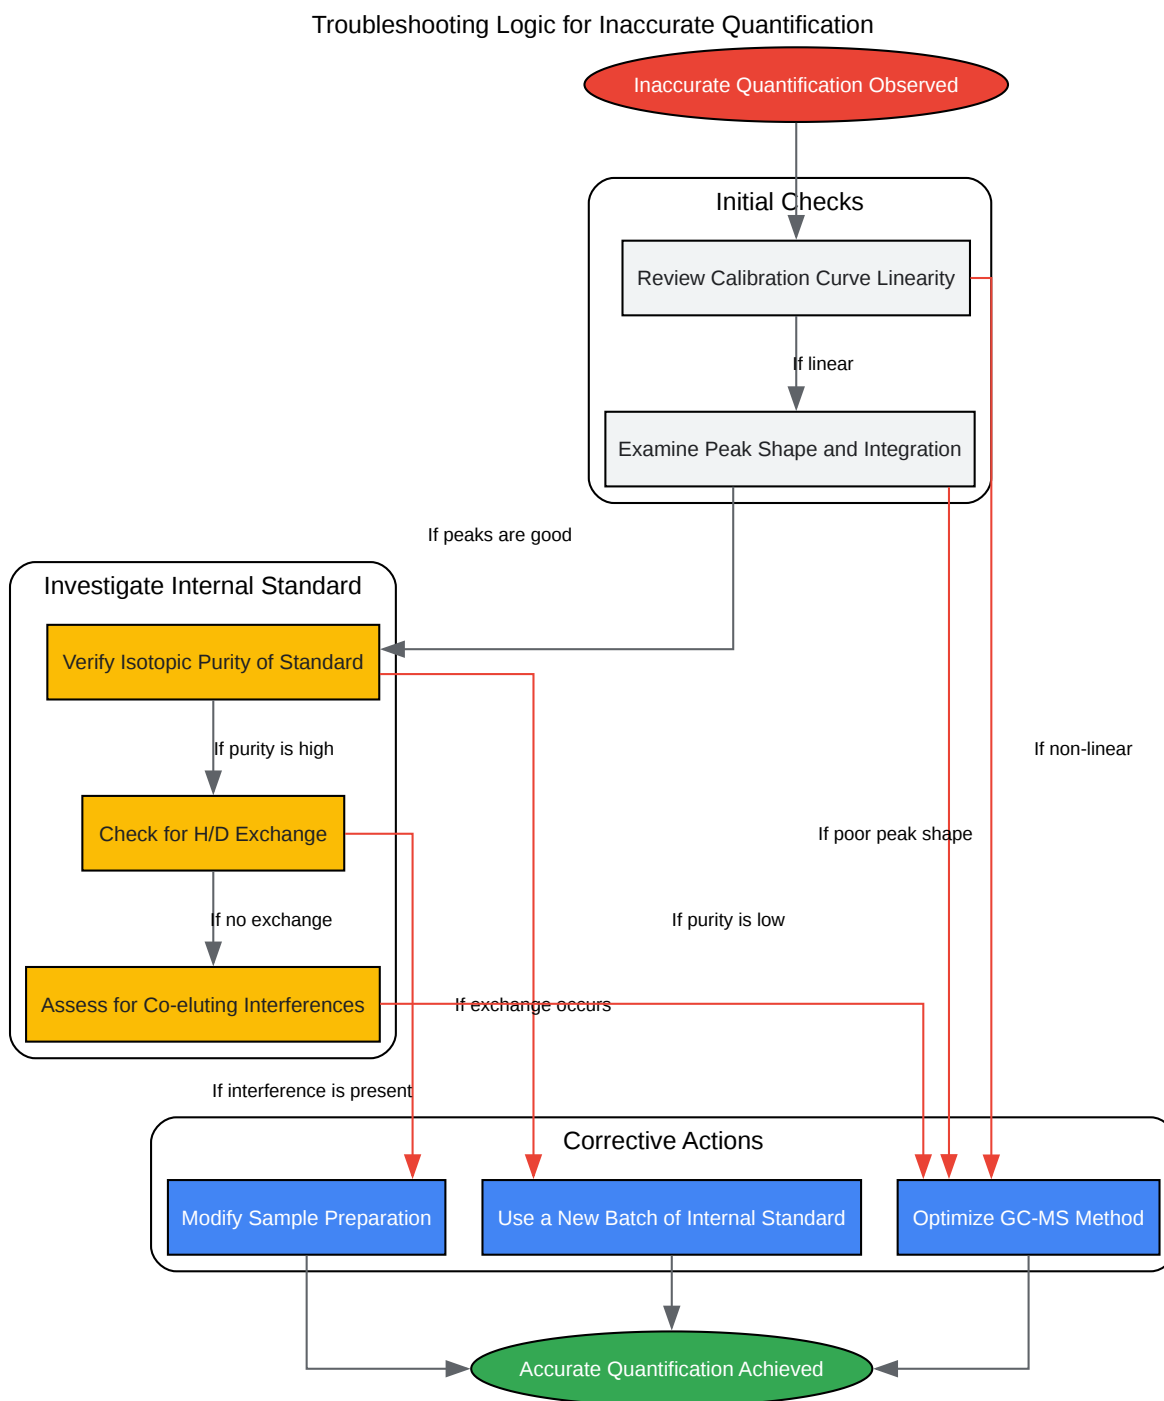 Troubleshooting Logic for Inaccurate Quantification
Inaccurate Quantification Observed
Initial Checks
Review Calibration Curve Linearity
If linear
Examine Peak Shape and Integration
If peaks are good
Investigate Internal Standard
Verify Isotopic Purity of Standard
If purity is high
If non-linear
Check for H/D Exchange
If poor peak shape
If no exchange
If purity is low
Assess for Co-eluting Interferences
If exchange occurs
If interference is present
Corrective Actions
Modify Sample Preparation
Use a New Batch of Internal Standard
Optimize GC-MS Method
Accurate Quantification Achieved